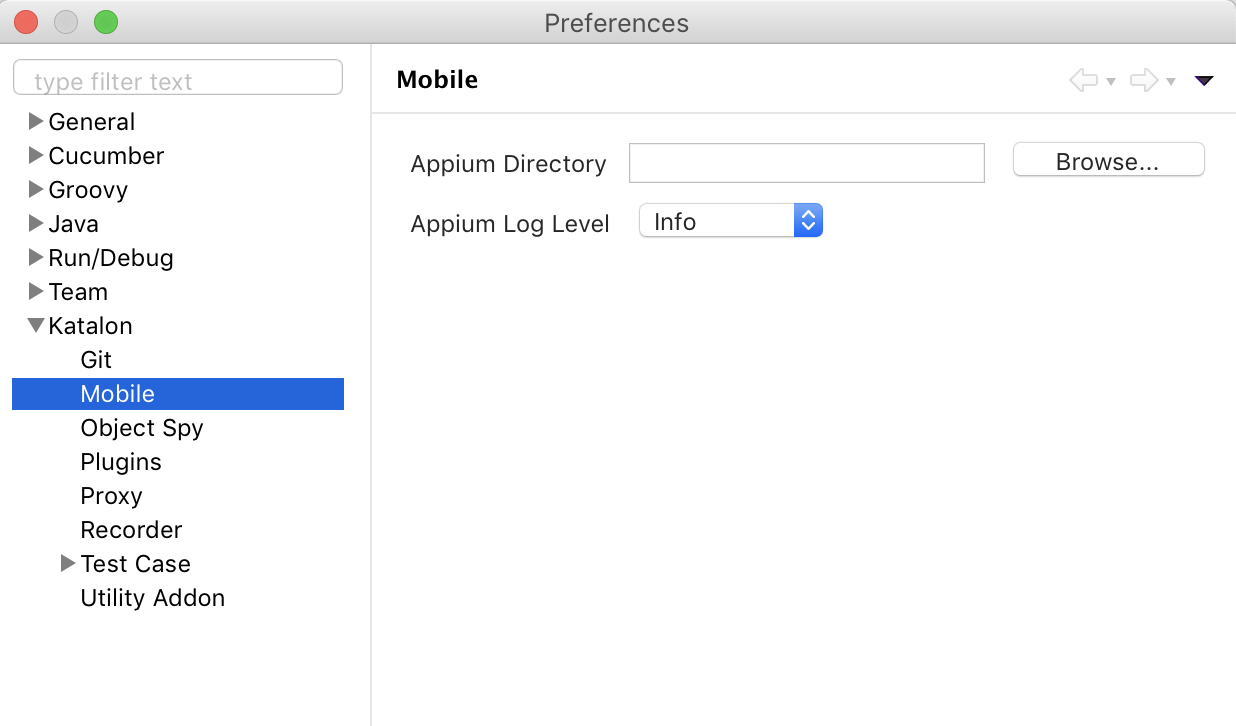 Preferences
type filter text
General
Cucumber
Groovy
Java
Run/Debug
Team
Katalon
Git
Mobile
Object Spy
Plugins
Proxy
Recorder
Test Case
Utility Addon
Mobile
Appium Directory Browse...
Appium Log Level Info